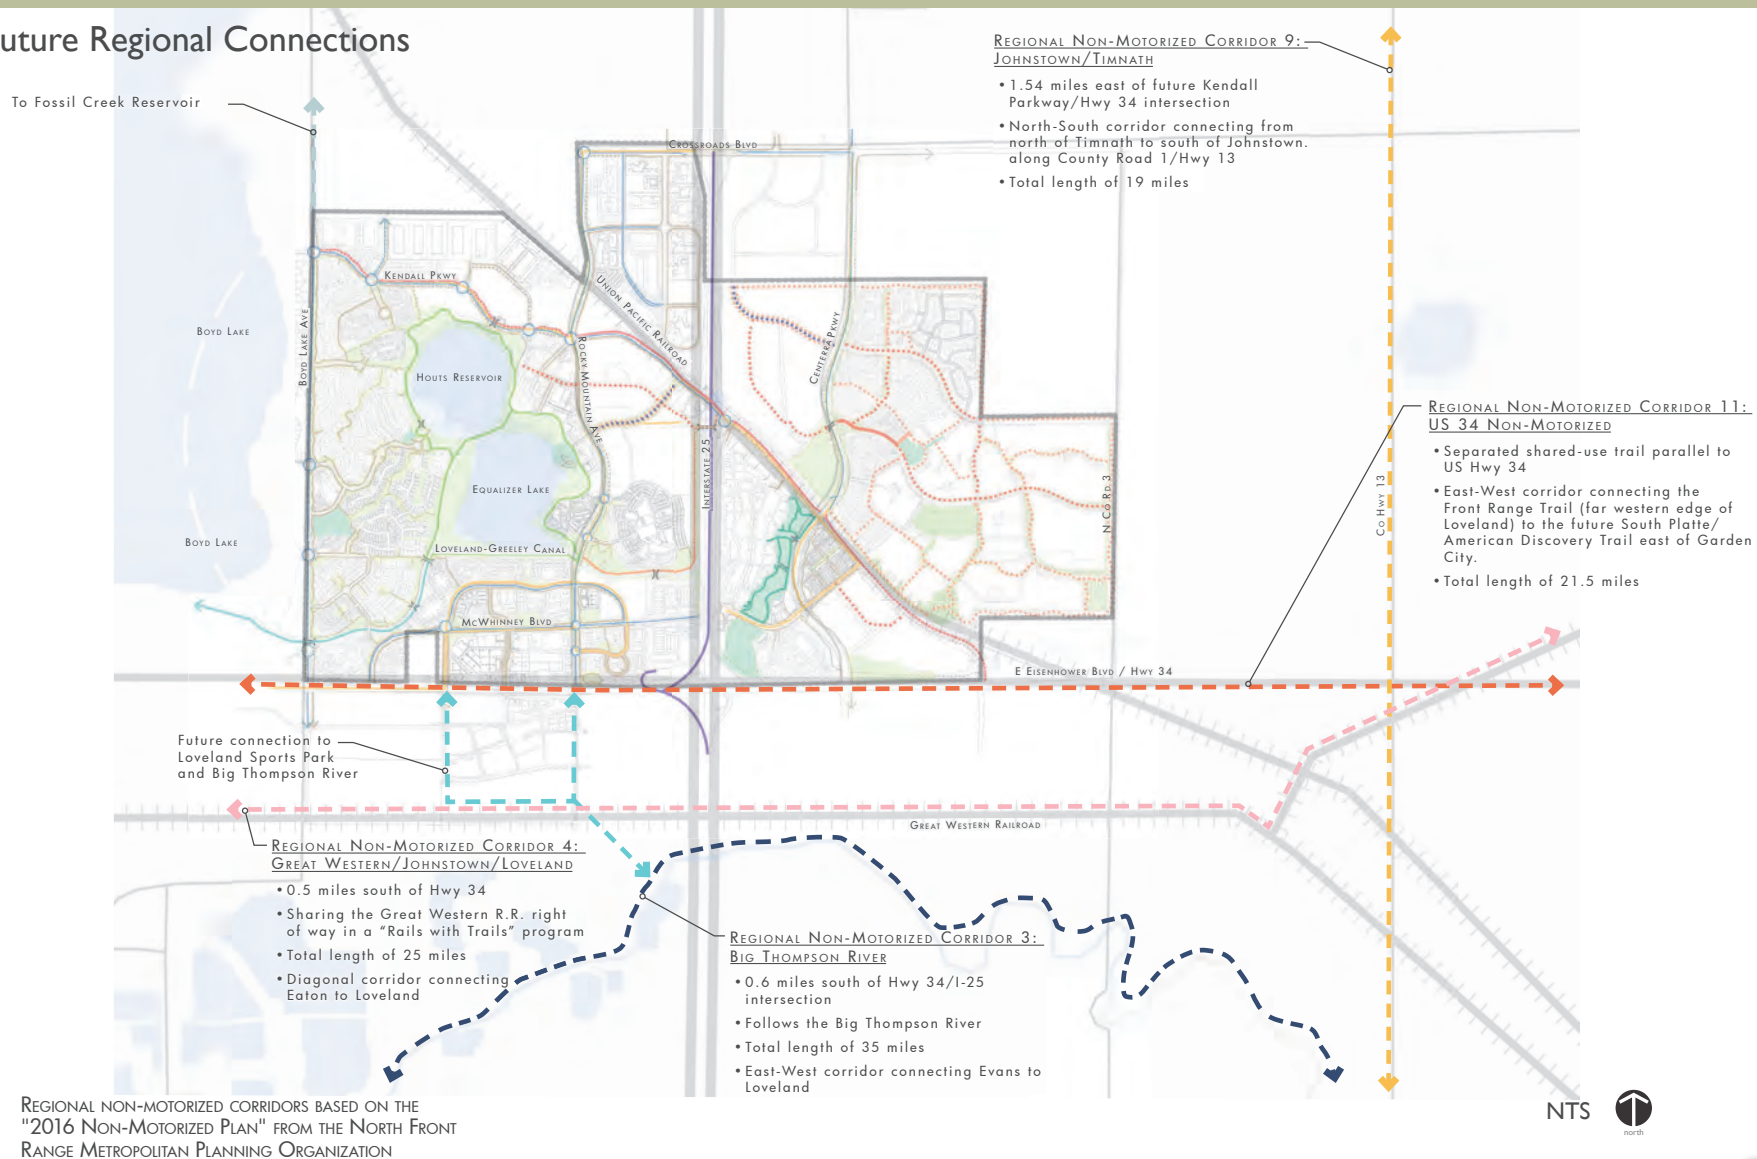 uture Regional Connections
To Fossil Creek Reservoir
Regional Non-Motorized Corridor 9:
Johnstown/Timnath
• 1.54 miles east of future Kendall
Parkway/Hwy 34 intersection
• North-South corridor connecting from
north of Timnath to south of Johnstown.
along County Road 1/Hwy 13
• Total length of 19 miles
Crossroads Blvd
Kendall Pkwy
Union Pacific Railroad
Boyd Lake
Boyd Lake Ave
Houts Reservoir
Rocky Mountain Ave
Centerra Pkwy
Interstate 25
Equalizer Lake
N Co Rd 3
Co Hwy 13
Boyd Lake
Loveland-Greeley Canal
McWhinney Blvd
E Eisenhower Blvd / Hwy 34
Regional Non-Motorized Corridor 11:
US 34 Non-Motorized
• Separated shared-use trail parallel to
US Hwy 34
• East-West corridor connecting the
Front Range Trail (far western edge of
Loveland) to the future South Platte/
American Discovery Trail east of Garden
City.
• Total length of 21.5 miles
Future connection to
Loveland Sports Park
and Big Thompson River
Great Western Railroad
Regional Non-Motorized Corridor 4:
Great Western/Johnstown/Loveland
• 0.5 miles south of Hwy 34
• Sharing the Great Western R.R. right
of way in a “Rails with Trails” program
• Total length of 25 miles
• Diagonal corridor connecting
Eaton to Loveland
Regional Non-Motorized Corridor 3:
Big Thompson River
• 0.6 miles south of Hwy 34/I-25
intersection
• Follows the Big Thompson River
• Total length of 35 miles
• East-West corridor connecting Evans to
Loveland
Regional non-motorized corridors based on the
"2016 Non-Motorized Plan" from the North Front
Range Metropolitan Planning Organization
NTS
north